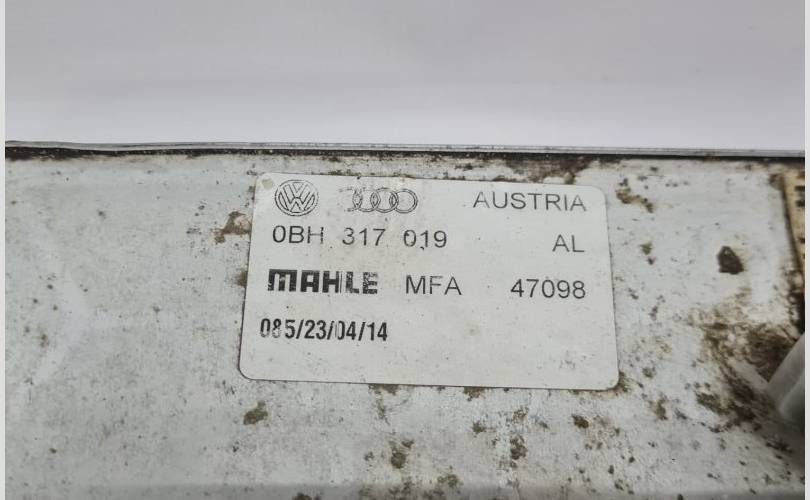 AUSTRIA
0BH 317 019 AL
MAHLE MFA 47098
085/23/04/14